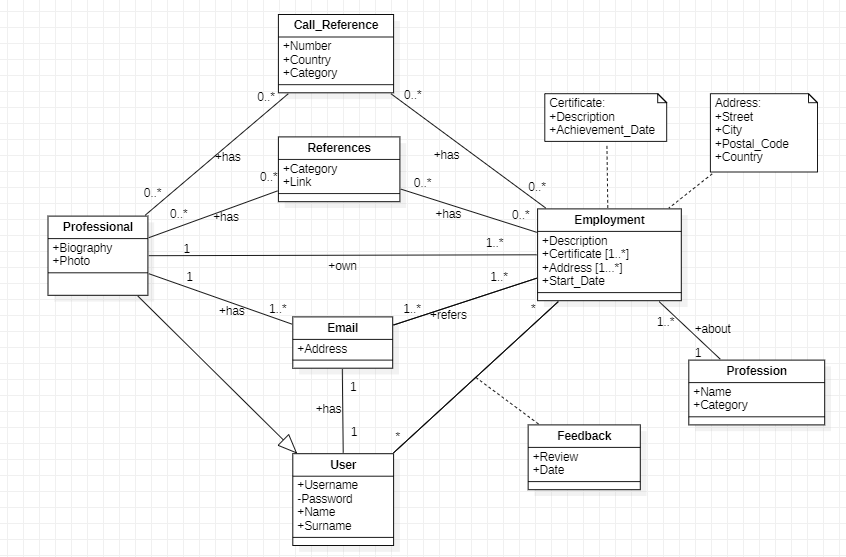 Call_Reference
+Number
+Country
+Category
0..*
0..*
Certificate:
+Description
+Achievement_Date
Address:
+Street
+City
+Postal_Code
+Country
References
+Category
+Link
+has
+has
0..*
0..*
0..*
0..*
0..*
0..*
+has
+has
Professional
+Biography
+Photo
Employment
+Description
+Certificate [1..*]
+Address [1...*]
+Start_Date
1
1..*
+own
1
1..*
+has
1..*
1..*
+refers
*
Email
+Address
1..*
+about
1
Profession
+Name
+Category
1
+has
1
*
Feedback
+Review
+Date
User
+Username
-Password
+Name
+Surname